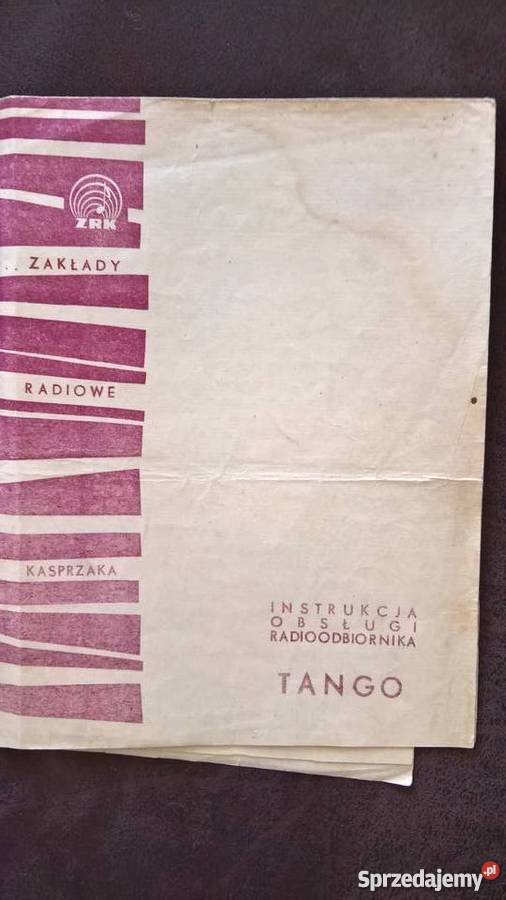 ZRK
.. ZAKŁADY
RADIOWE
KASPRZAKA
INSTRUKCJA
OBSŁUGI
RADIOODBIORNIKA
TANGO
Sprzedajemy.pl